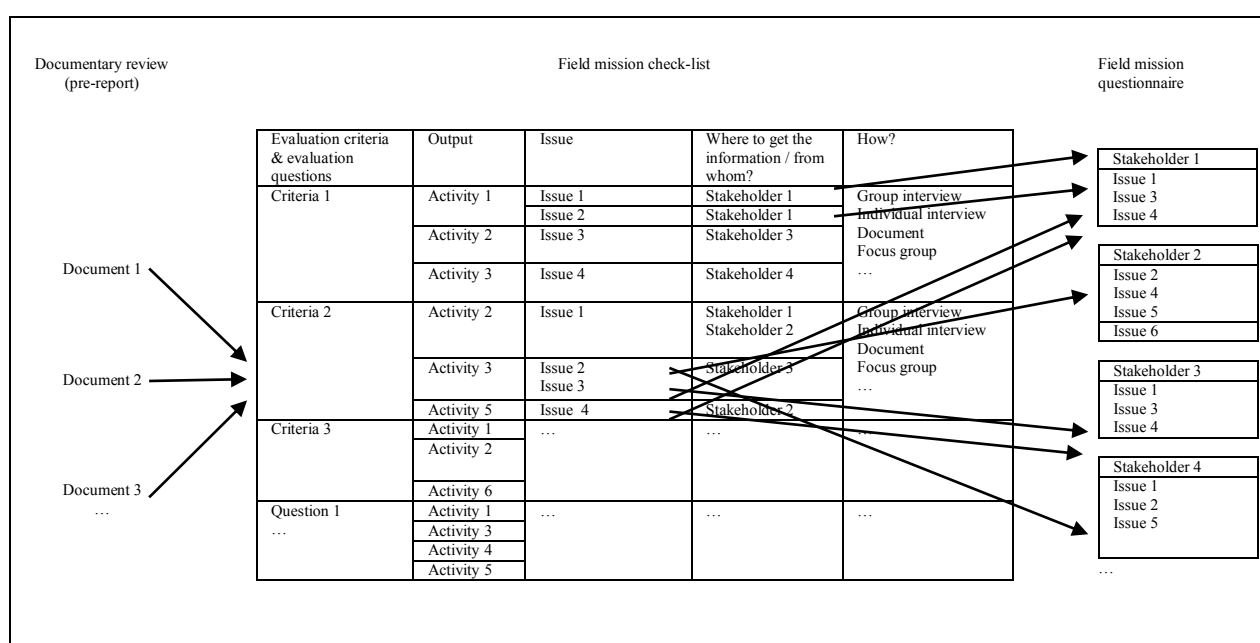 Documentary review
(pre-report)
Field mission check-list
Field mission
questionnaire
Evaluation criteria
& evaluation
questions
Output
Issue
Where to get the
information / from
whom?
How?
Criteria 1
Activity 1
Issue 1
Stakeholder 1
Issue 2
Stakeholder 1
Activity 2
Issue 3
Stakeholder 3
Activity 3
Issue 4
Stakeholder 4
Group interview
Individual interview
Document
Focus group
…
Criteria 2
Activity 2
Issue 1
Stakeholder 1
Stakeholder 2
Activity 3
Issue 2
Issue 3
Stakeholder 3
Activity 5
Issue 4
Stakeholder 2
Group interview
Individual interview
Document
Focus group
…
Criteria 3
Activity 1
Activity 2
Activity 6
…
…
…
Question 1
…
Activity 1
Activity 3
Activity 4
Activity 5
…
…
…
Document 1
Document 2
Document 3
…
Stakeholder 1
Issue 1
Issue 3
Issue 4
Stakeholder 2
Issue 2
Issue 4
Issue 5
Issue 6
Stakeholder 3
Issue 1
Issue 3
Issue 4
Stakeholder 4
Issue 1
Issue 2
Issue 5
…